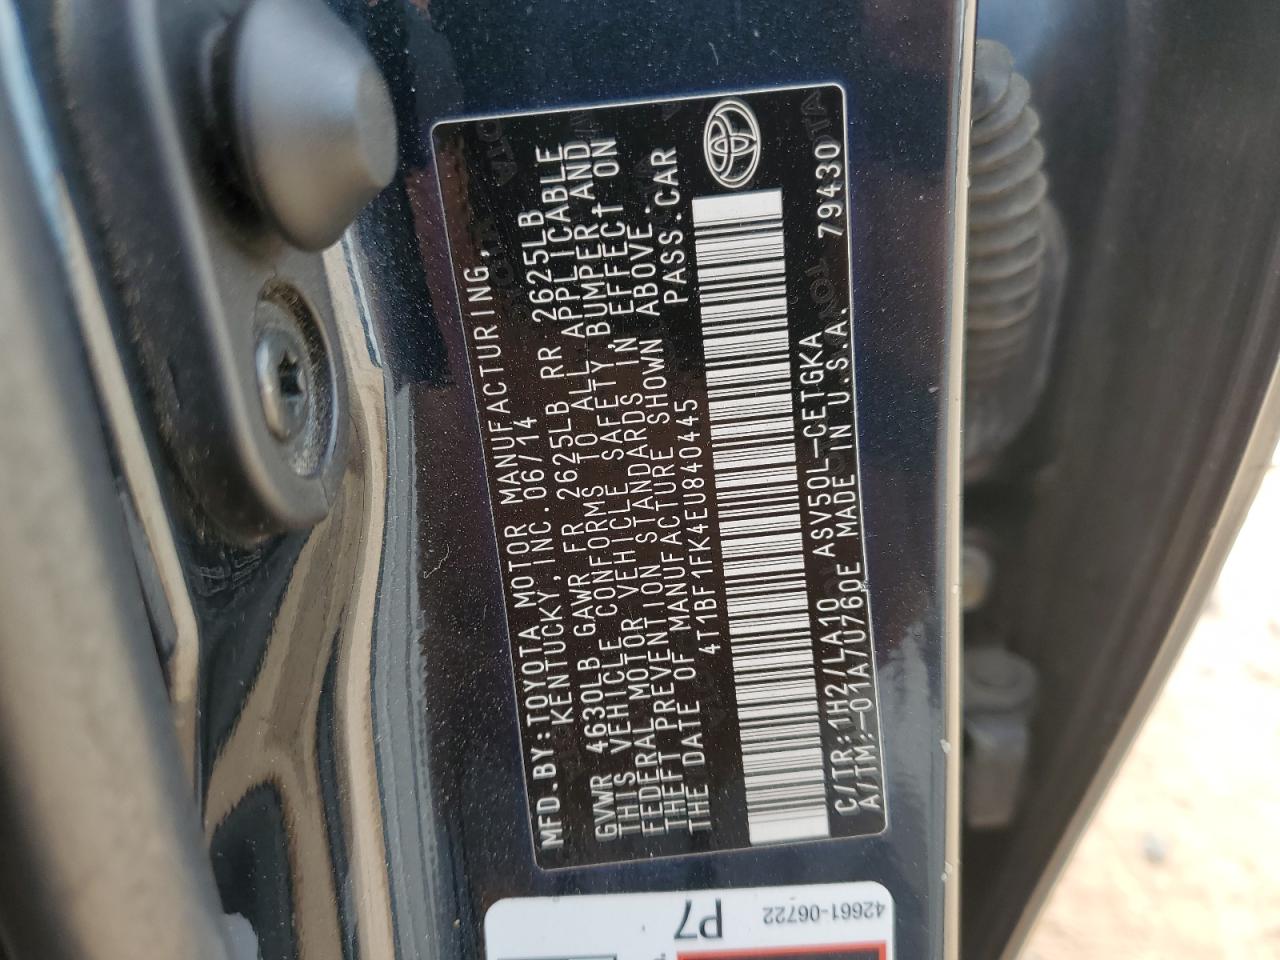 MFD.BY:TOYOTA MOTOR MANUFACTURING,
KENTUCKY, INC. 06/14
GVWR 4630LB GAWR FR 2625LB RR 2625LB
THIS VEHICLE CONFORMS TO ALL APPLICABLE
FEDERAL MOTOR VEHICLE SAFETY, BUMPER, AND
THEFT PREVENTION STANDARDS IN EFFECT ON
THE DATE OF MANUFACTURE SHOWN ABOVE.
4T1BF1FK4EU840445 PASS.CAR
C/TR:1H2/LA10 ASV50L-CETGKA
A/TM:-01A/U760E MADE IN U.S.A. 79430
42661-06722
P7